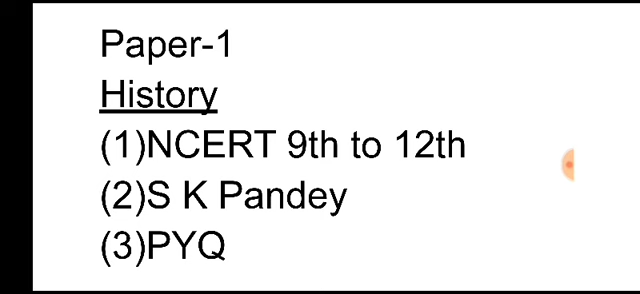 Paper-1
History
(1)NCERT 9th to 12th
(2)S K Pandey
(3)PYQ